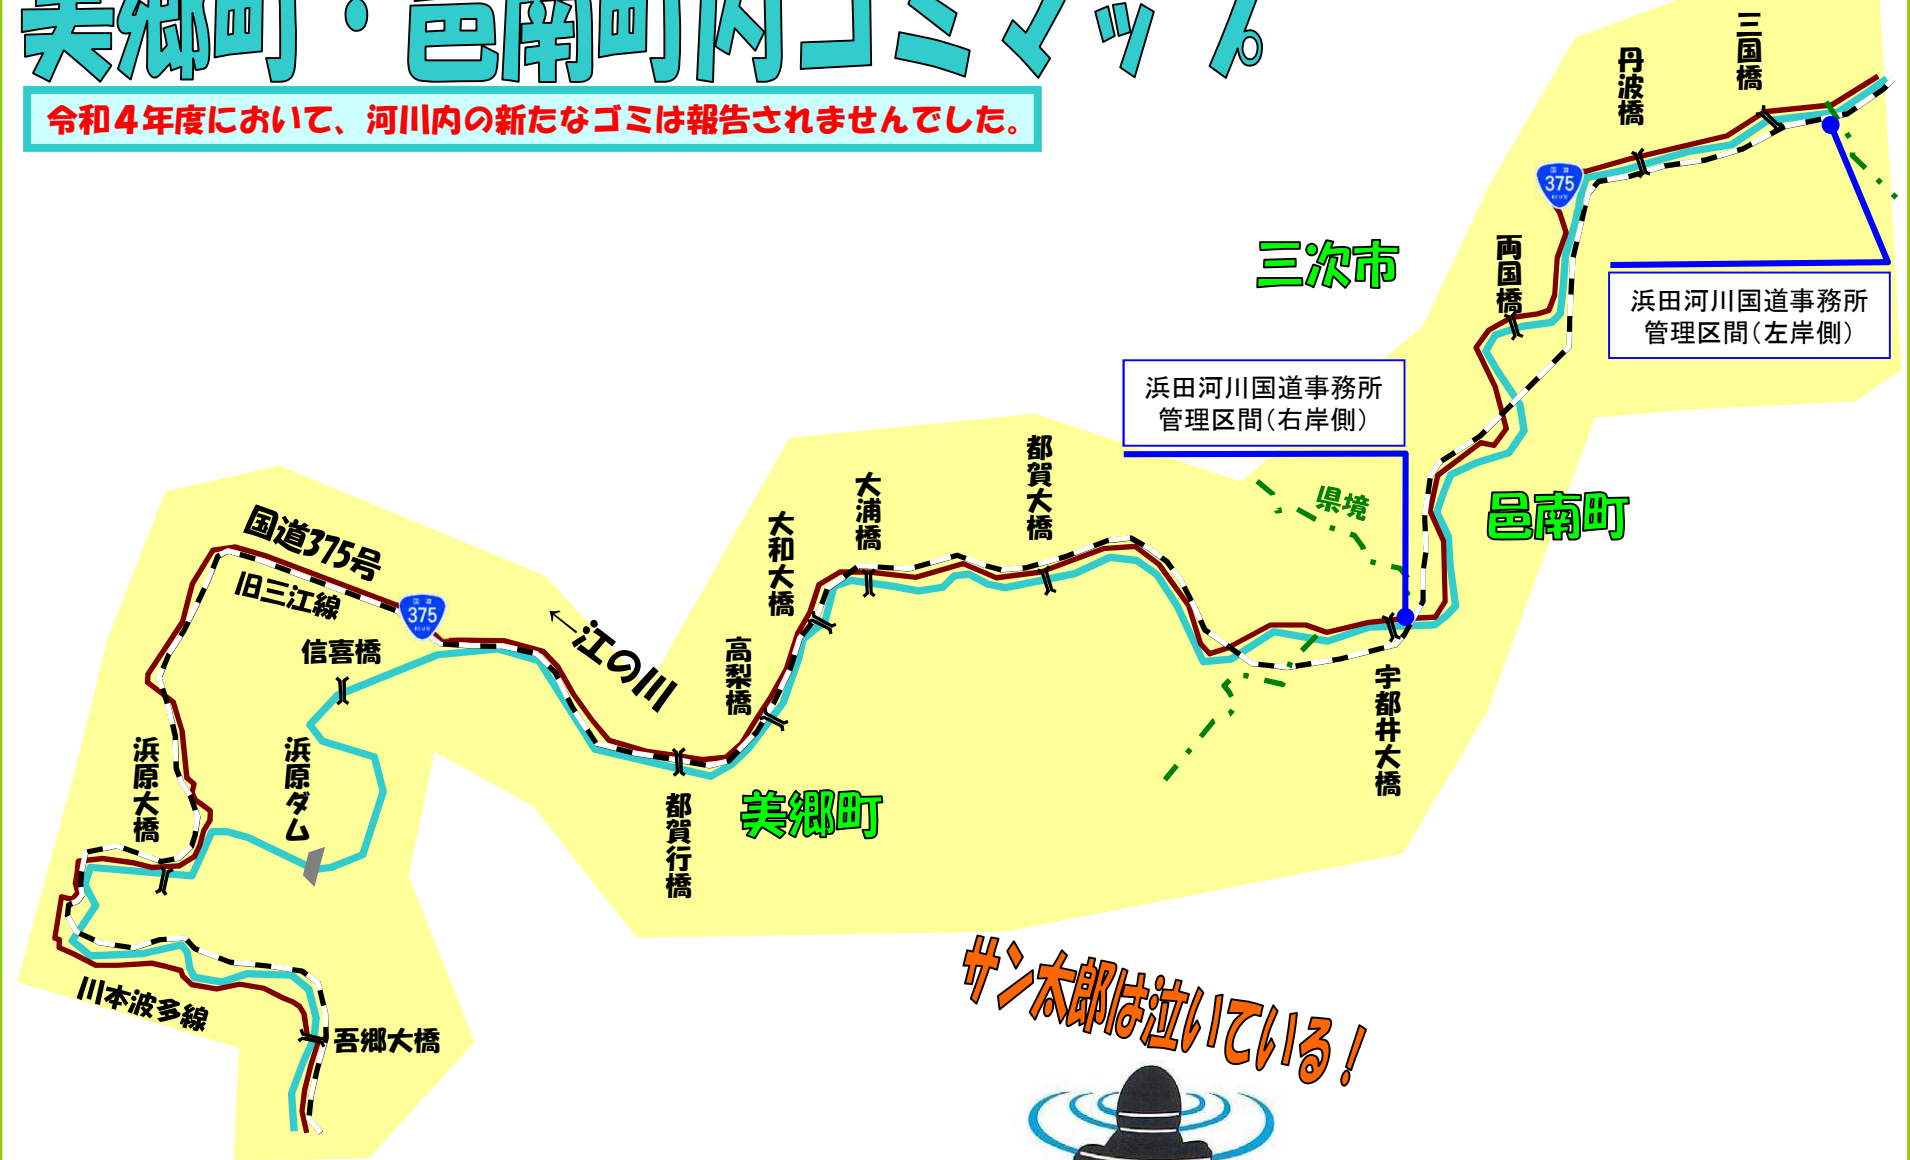 美郷町・邑南町内ゴミマップ
令和４年度において、河川内の新たなゴミは報告されませんでした。
三国橋
丹波橋
375
両国橋
三次市
浜田河川国道事務所
管理区間（左岸側）
浜田河川国道事務所
管理区間（右岸側）
都賀大橋
大浦橋
大和大橋
県境
邑南町
国道375号
旧三江線
375
信喜橋
←江の川
高梨橋
宇都井大橋
浜原大橋
浜原ダム
都賀行橋
美郷町
川本波多線
吾郷大橋
サン太郎は泣いている！